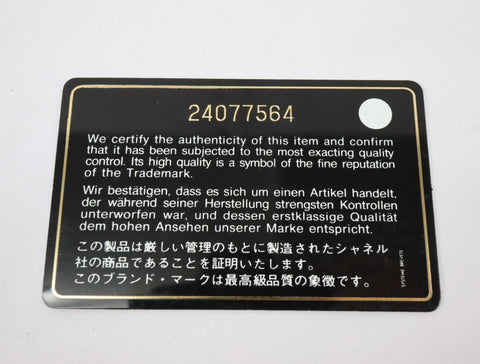 24077564
We certify the authenticity of this item and confirm
that it has been subjected to the most exacting quality
control. Its high quality is a symbol of the fine reputation
of the Trademark.
Wir bestätigen, dass es sich um einen Artikel handelt,
der während seiner Herstellung strengsten Kontrollen
unterworfen war, und dessen erstklassige Qualität
dem hohen Ansehen unserer Marke entspricht.
この製品は厳しい管理のもとに製造されたシャネル
社の商品であることを証明いたします。
このブランド・マークは最高級品質の象徴です。